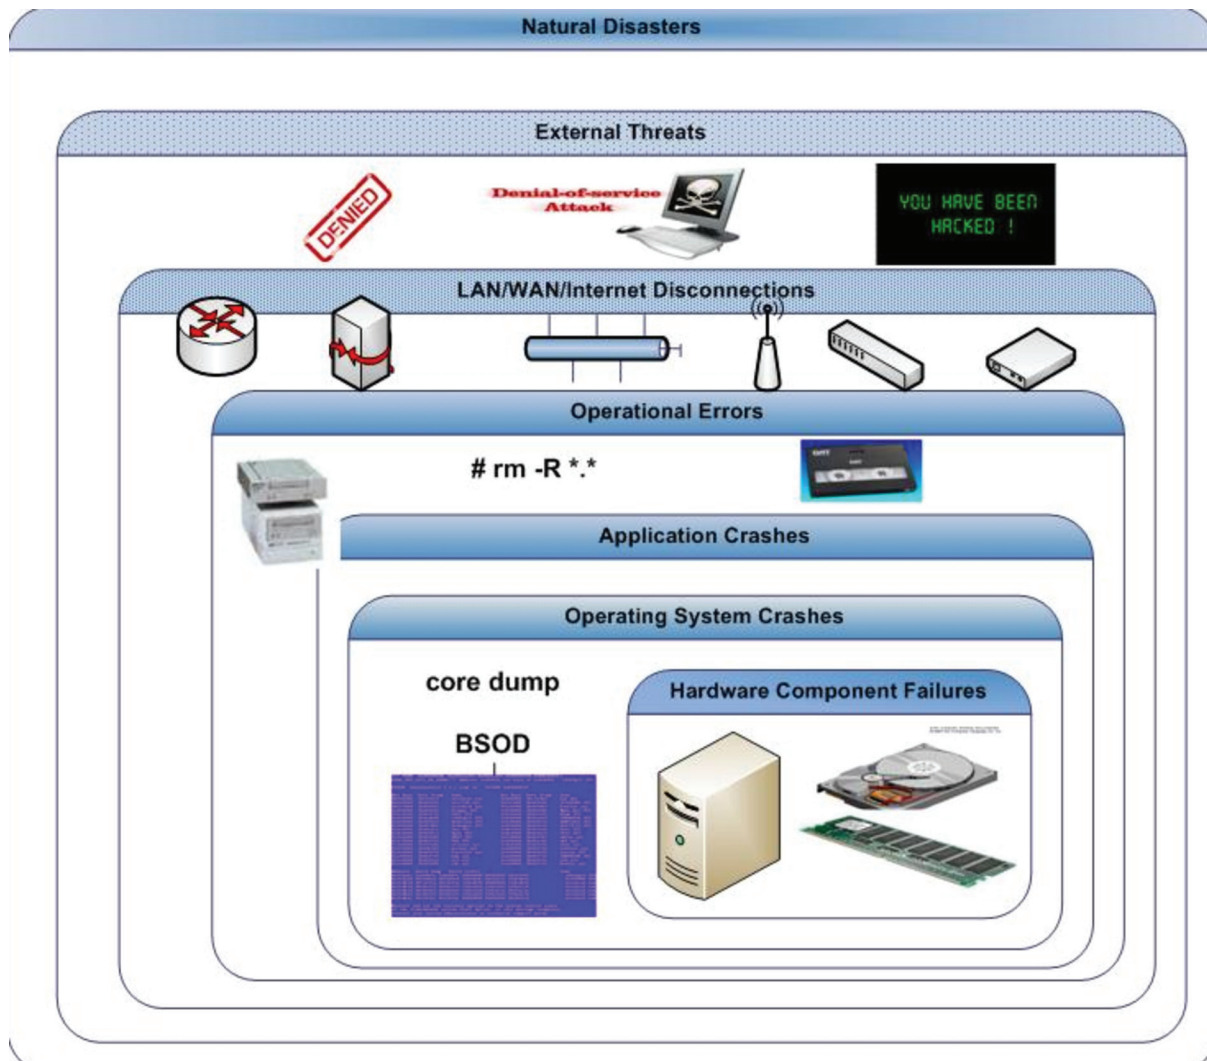 Natural Disasters
External Threats
DENIED
Denial-of-service
Attack
YOU HAVE BEEN
HACKED !
LAN/WAN/Internet Disconnections
Operational Errors
# rm -R *.*
Application Crashes
Operating System Crashes
core dump
Hardware Component Failures
BSOD